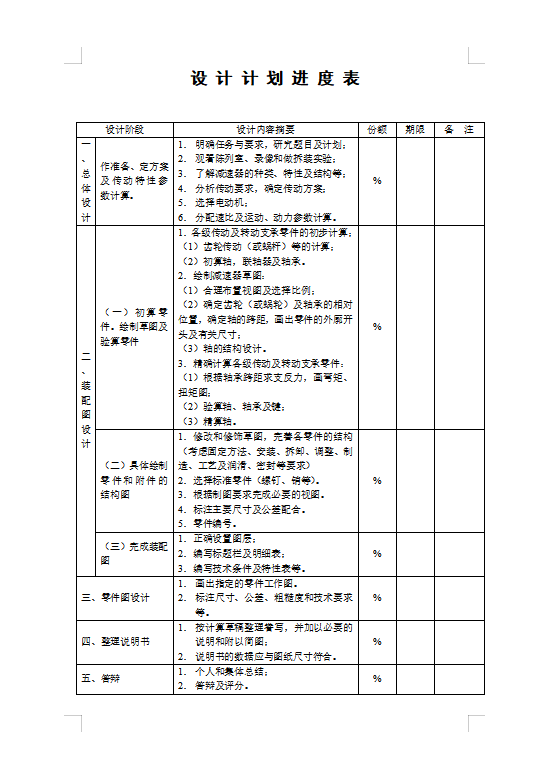 设计计划进度表
设计阶段 设计内容摘要 份额 期限 备 注
一、总体设计
作准备、定方案
及传动特性参
数计算。
1． 明确任务与要求，研究题目及计划；
2． 观看陈列室、录像和做拆装实验；
3． 了解减速器的种类、特性及结构等；
4． 分析传动要求，确定传动方案；
5． 选择电动机；
6． 分配速比及运动、动力参数计算。
%
二、装配图设计
（一）初算零
件。绘制草图及
验算零件
1．各级传动及转动支承零件的初步计算；
（1）齿轮传动（或蜗杆）等的计算；
（2）初算轴，联轴器及轴承。
2．绘制减速器草图：
（1）合理布置视图及选择比例；
（2）确定齿轮（或蜗轮）及轴承的相对
位置，确定轴的跨距，画出零件的外廓开
头及有关尺寸；
（3）轴的结构设计。
3．精确计算各级传动及转动支承零件：
（1）根据轴承跨距求支反力，画弯矩、
扭矩图；
（2）验算轴、轴承及键；
（3）精算轴。
%
（二）具体绘制
零件和附件的
结构图
1．修改和修饰草图，完善各零件的结构
（考虑固定方法、安装、拆卸、调整、制
造、工艺及润滑、密封等要求）
2．选择标准零件（螺钉、销等）。
3．根据制图要求完成必要的视图。
4．标注主要尺寸及公差配合。
5．零件编号。
%
（三）完成装配
图
1．正确设置图层；
2．编写标题栏及明细表；
3．编写技术条件及特性表等。
%
三、零件图设计
1． 画出指定的零件工作图。
2． 标注尺寸、公差、粗糙度和技术要求
等。
%
四、整理说明书
1． 按计算草稿整理誊写，并加以必要的
说明和附以简图；
2． 说明书的数据应与图纸尺寸符合。
%
五、答辩
1． 个人和集体总结；
2． 答辩及评分。
%